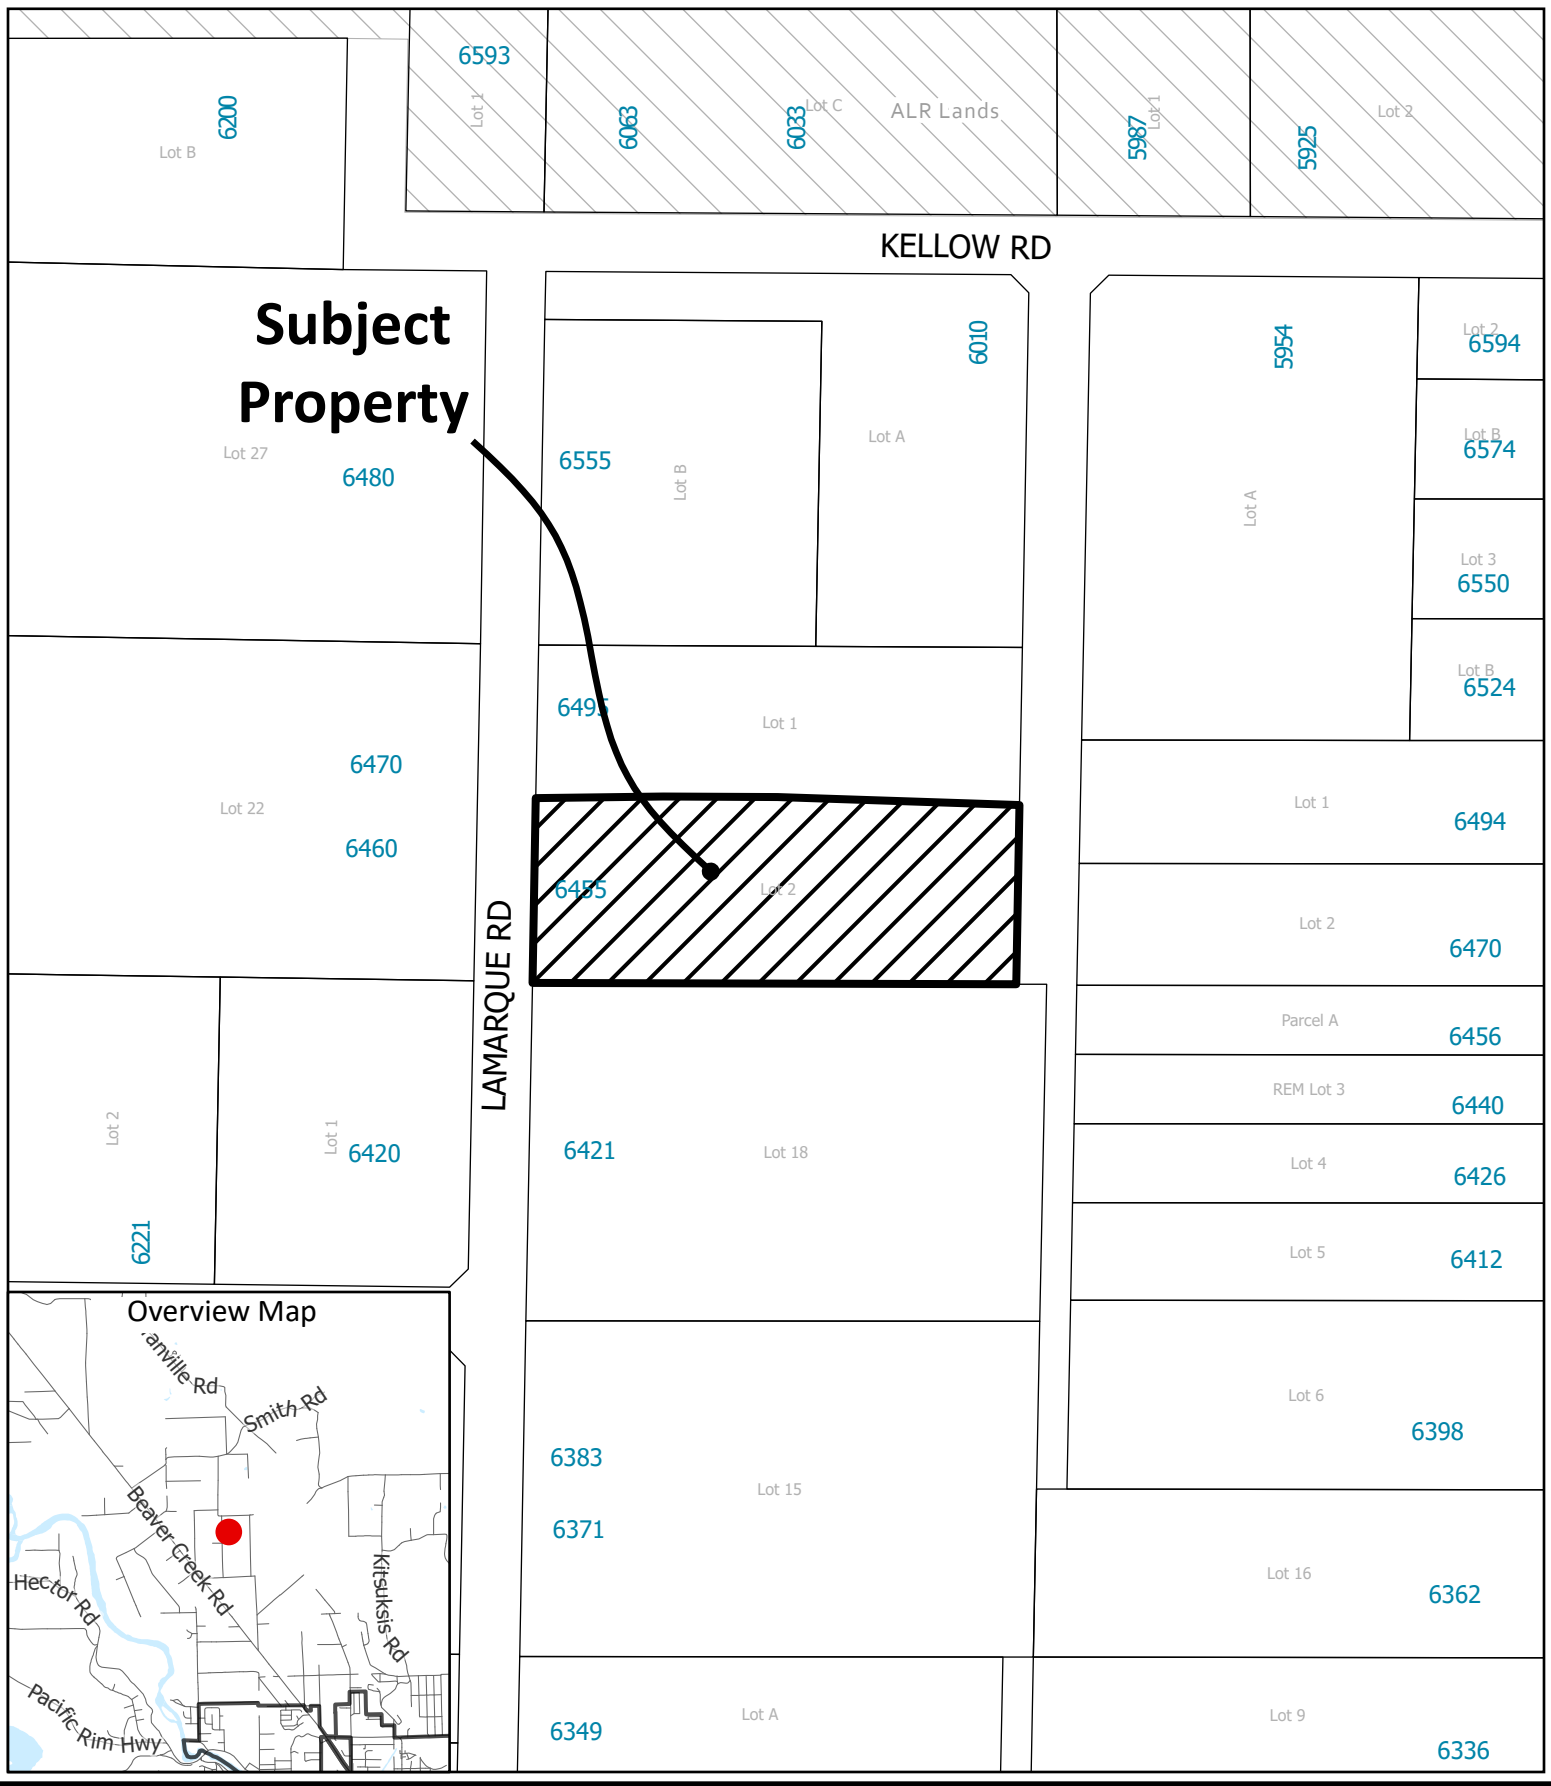 6593
Lot 1
6200
Lot B
6063
6033
Lot C
ALR Lands
5987
Lot 1
5925
Lot 2
KELLOW RD
Subject
Property
Lot 27
6480
6555
Lot B
Lot A
6010
5954
Lot A
Lot 2
6594
Lot B
6574
Lot 3
6550
Lot B
6524
6495
Lot 1
6470
Lot 22
6460
Lot 1
6494
6455
Lot 2
LAMARQUE RD
Lot 2
6470
Parcel A
6456
REM Lot 3
6440
Lot 2
6221
Lot 1
6420
6421
Lot 18
Lot 4
6426
Lot 5
6412
Lot 6
6398
6383
Lot 15
6371
Lot 16
6362
Lot A
6349
Lot 9
6336
Overview Map
anville Rd
Smith Rd
Beaver Creek Rd
Hector Rd
Kitsuksis Rd
Pacific Rim Hwy